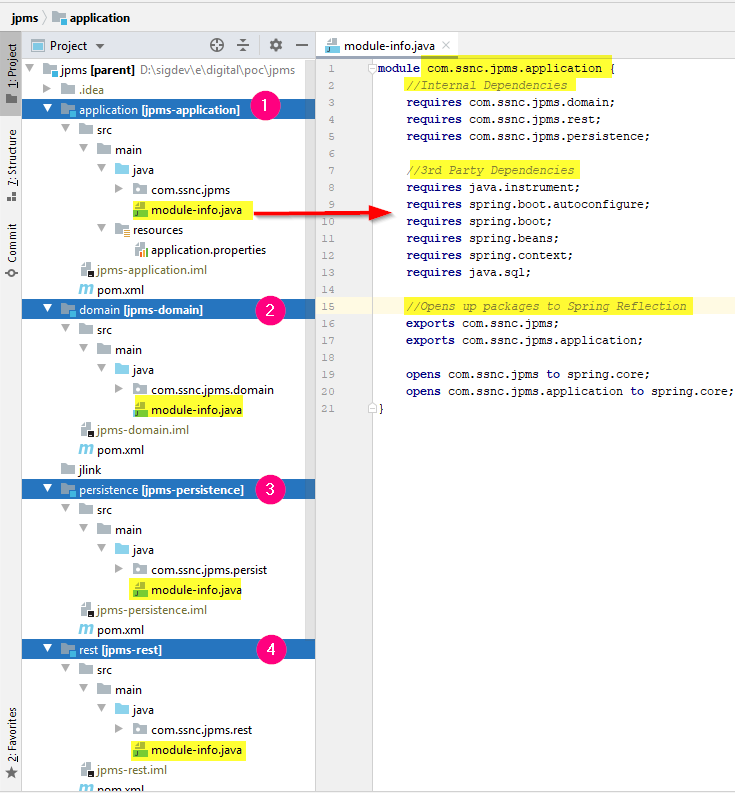 jpms application
Project
module-info.java
1: Project
7: Structure
Commit
2: Favorites
jpms [parent] D:\sigdev\e\digital\poc\jpms
.idea
application [jpms-application] 1
src
main
java
com.ssnc.jpms
module-info.java
resources
application.properties
jpms-application.iml
pom.xml
domain [jpms-domain] 2
src
main
java
com.ssnc.jpms.domain
module-info.java
jpms-domain.iml
pom.xml
jlink
persistence [jpms-persistence] 3
src
main
java
com.ssnc.jpms.persist
module-info.java
jpms-persistence.iml
pom.xml
rest [jpms-rest] 4
src
main
java
com.ssnc.jpms.rest
module-info.java
jpms-rest.iml
pom.xml
1 module com.ssnc.jpms.application {
2 //Internal Dependencies
3 requires com.ssnc.jpms.domain;
4 requires com.ssnc.jpms.rest;
5 requires com.ssnc.jpms.persistence;
6
7 //3rd Party Dependencies
8 requires java.instrument;
9 requires spring.boot.autoconfigure;
10 requires spring.boot;
11 requires spring.beans;
12 requires spring.context;
13 requires java.sql;
14
15 //Opens up packages to Spring Reflection
16 exports com.ssnc.jpms;
17 exports com.ssnc.jpms.application;
18
19 opens com.ssnc.jpms to spring.core;
20 opens com.ssnc.jpms.application to spring.core;
21 }